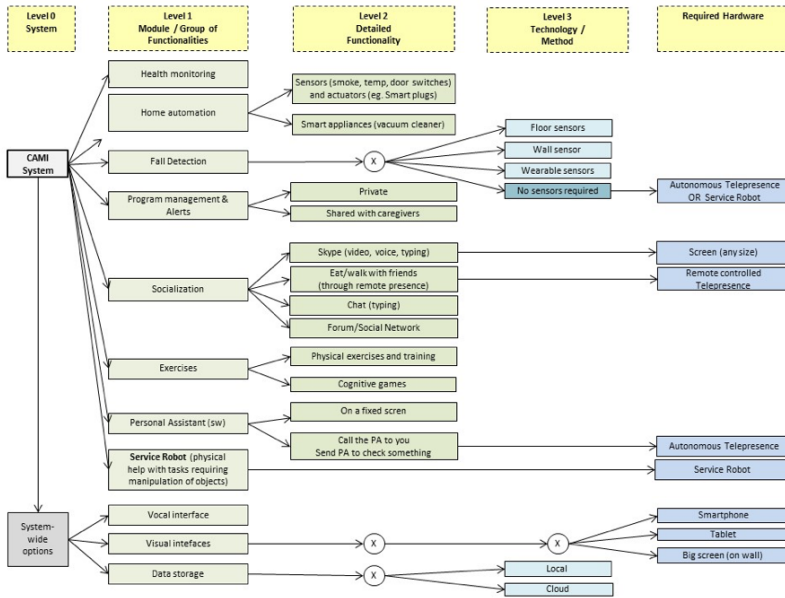 Level 0
System
Level 1
Module / Group of
Functionalities
Level 2
Detailed
Functionality
Level 3
Technology /
Method
Required Hardware
Health monitoring
Home automation
Sensors (smoke, temp, door switches)
and actuators (eg. Smart plugs)
Smart appliances (vacuum cleaner)
CAMI
System
Fall Detection
X
Floor sensors
Wall sensor
Wearable sensors
No sensors required
Autonomous Telepresence
OR Service Robot
Program management &
Alerts
Private
Shared with caregivers
Socialization
Skype (video, voice, typing)
Screen (any size)
Eat/walk with friends
(through remote presence)
Remote controlled
Telepresence
Chat (typing)
Forum/Social Network
Exercises
Physical exercises and training
Cognitive games
Personal Assistant (sw)
On a fixed scren
Call the PA to you
Send PA to check something
Autonomous Telepresence
Service Robot (physical
help with tasks requiring
manipulation of objects)
Service Robot
System-
wide
options
Vocal interface
Visual intefaces
X
X
Smartphone
Tablet
Big screen (on wall)
Data storage
X
Local
Cloud